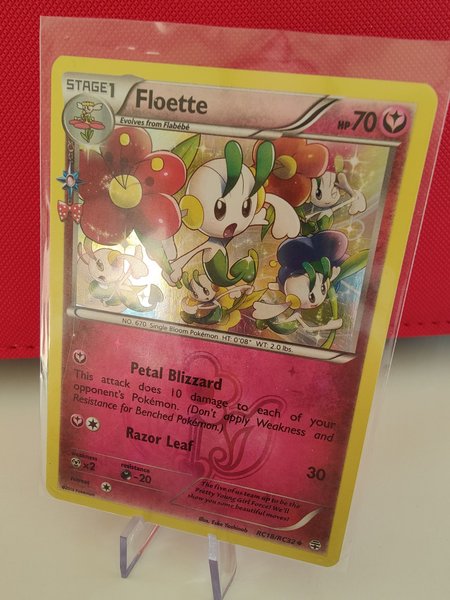 STAGE1
Floette
HP 70
Evolves from Flabébé
NO. 670 Single Bloom Pokémon HT. 0'08" WT. 2.0 lbs.
Petal Blizzard
This attack does 10 damage to each of your
opponent's Pokémon. (Don't apply Weakness and
Resistance for Benched Pokémon.)
Razor Leaf 30
weakness
×2
resistance
-20
retreat
The five of us team up to be the
Pretty Young Girl Force! We'll
show you some beautiful moves!
Illus. Yuka
RC18/RC32